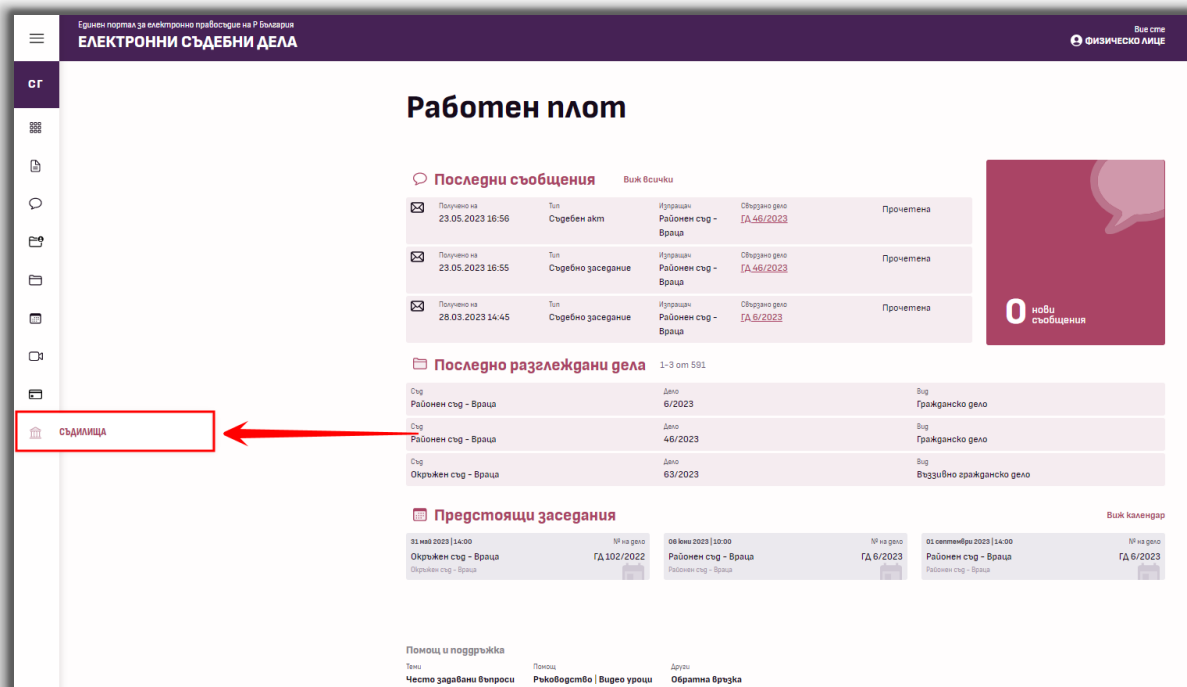 Единен портал за електронно правосъдие на Р България
ЕЛЕКТРОННИ СЪДЕБНИ ДЕЛА
Вие сте
ФИЗИЧЕСКО ЛИЦЕ
СГ
Работен плот
Последни съобщения Виж всички
Получено на Тип Изпращач Свързано дело
23.05.2023 16:56 Съдебен акт Районен съд – Враца ГД 46/2023 Прочетена
Получено на Тип Изпращач Свързано дело
23.05.2023 16:55 Съдебно заседание Районен съд – Враца ГД 46/2023 Прочетена
Получено на Тип Изпращач Свързано дело
28.03.2023 14:45 Съдебно заседание Районен съд – Враца ГД 6/2023 Прочетена
0 нови съобщения
Последно разглеждани дела 1-3 от 591
Съд Дело Вид
Районен съд – Враца 6/2023 Гражданско дело
СЪДИЛИЩА
Съд Дело Вид
Районен съд – Враца 46/2023 Гражданско дело
Съд Дело Вид
Окръжен съд – Враца 63/2023 Въззивно гражданско дело
Предстоящи заседания Виж календар
31 май 2023 | 14:00 № на дело
Окръжен съд – Враца ГД 102/2022
Окръжен съд – Враца
06 юни 2023 | 10:00 № на дело
Районен съд – Враца ГД 6/2023
Районен съд – Враца
01 септември 2023 | 14:00 № на дело
Районен съд – Враца ГД 6/2023
Районен съд – Враца
Помощ и поддръжка
Теми Помощ Други
Често задавани въпроси Ръководство | Видео уроци Обратна връзка